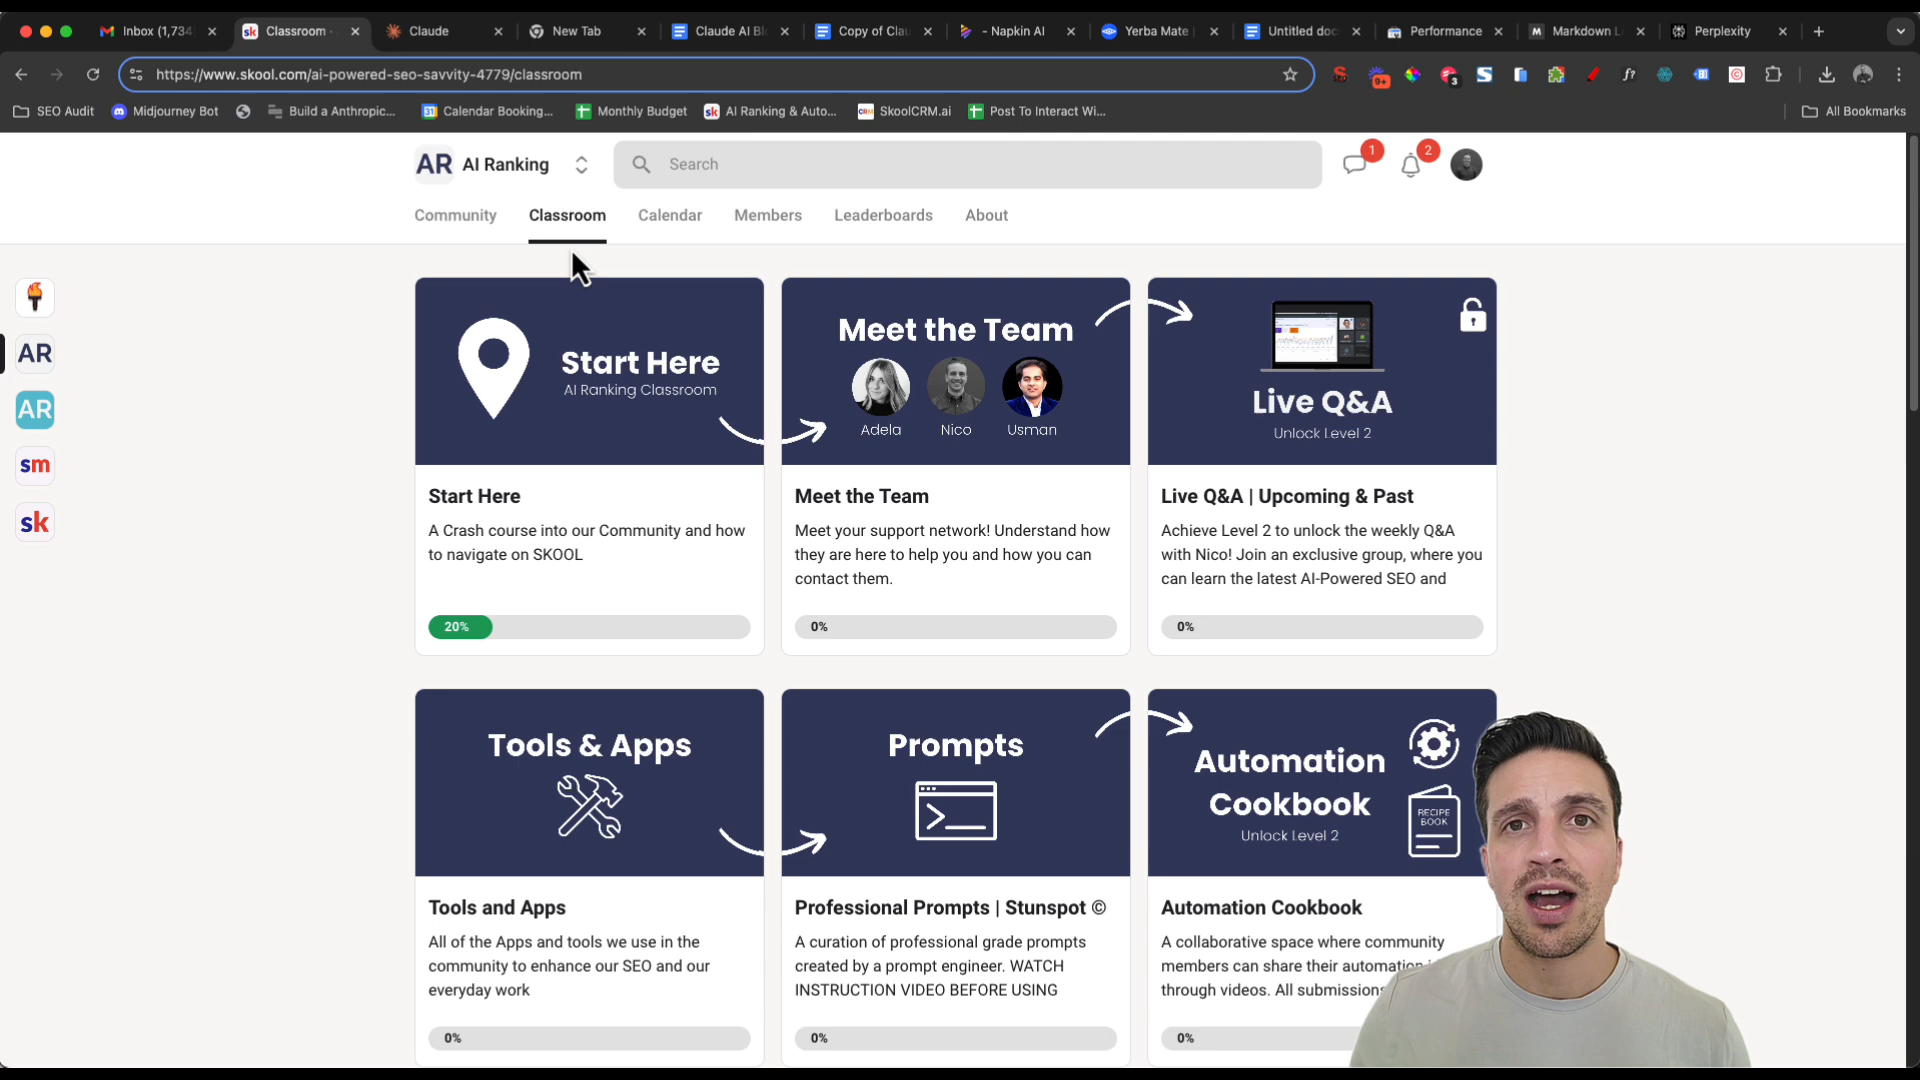 Inbox (1,734
Classroom -
Claude
New Tab
Claude AI Bl
Copy of Clau
- Napkin AI
Yerba Mate
Untitled doc
Performance
Markdown L
Perplexity
https://www.skool.com/ai-powered-seo-savvity-4779/classroom
9+
3
f?
SEO Audit
Midjourney Bot
Build a Anthropic...
Calendar Booking...
Monthly Budget
AI Ranking & Auto...
SkoolCRM.ai
Post To Interact Wi...
All Bookmarks
AR
AI Ranking
Search
1
2
Community
Classroom
Calendar
Members
Leaderboards
About
AR
AR
sm
sk
Start Here
AI Ranking Classroom
Meet the Team
Adela
Nico
Usman
Live Q&A
Unlock Level 2
Start Here
A Crash course into our Community and how
to navigate on SKOOL
20%
Meet the Team
Meet your support network! Understand how
they are here to help you and how you can
contact them.
0%
Live Q&A | Upcoming & Past
Achieve Level 2 to unlock the weekly Q&A
with Nico! Join an exclusive group, where you
can learn the latest AI-Powered SEO and
0%
Tools & Apps
Prompts
Automation
Cookbook
Unlock Level 2
RECIPE
BOOK
Tools and Apps
All of the Apps and tools we use in the
community to enhance our SEO and our
everyday work
0%
Professional Prompts | Stunspot ©
A curation of professional grade prompts
created by a prompt engineer. WATCH
INSTRUCTION VIDEO BEFORE USING
0%
Automation Cookbook
A collaborative space where community
members can share their automation
through videos. All submissions
0%